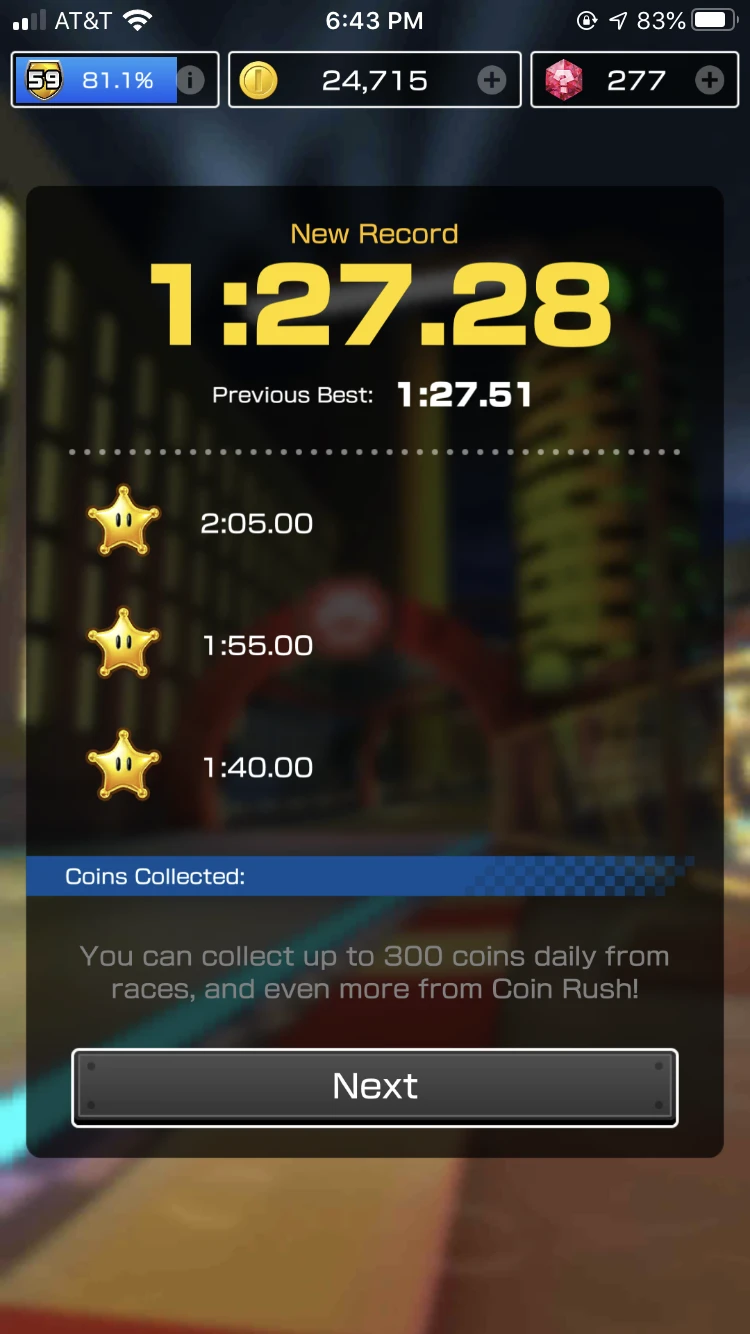 AT&T 6:43 PM 83%
59 81.1% i 24,715 + ? 277 +
New Record
1:27.28
Previous Best: 1:27.51
2:05.00
1:55.00
1:40.00
Coins Collected:
You can collect up to 300 coins daily from
races, and even more from Coin Rush!
Next